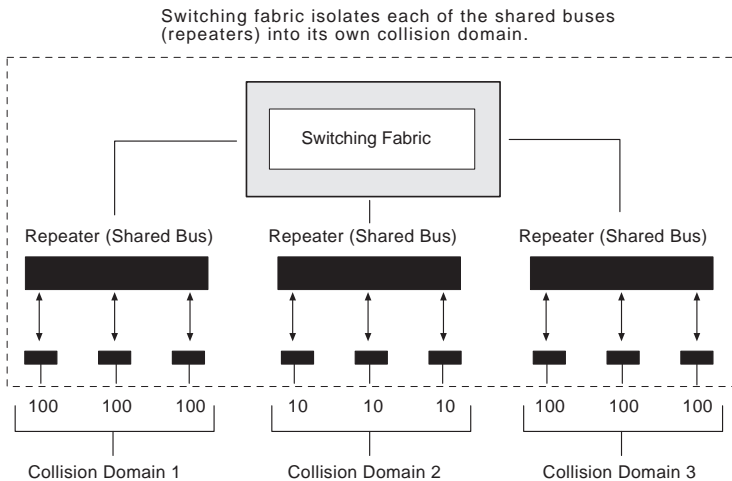 Switching fabric isolates each of the shared buses
(repeaters) into its own collision domain.
Switching Fabric
Repeater (Shared Bus) Repeater (Shared Bus) Repeater (Shared Bus)
100 100 100 10 10 10 100 100 100
Collision Domain 1 Collision Domain 2 Collision Domain 3